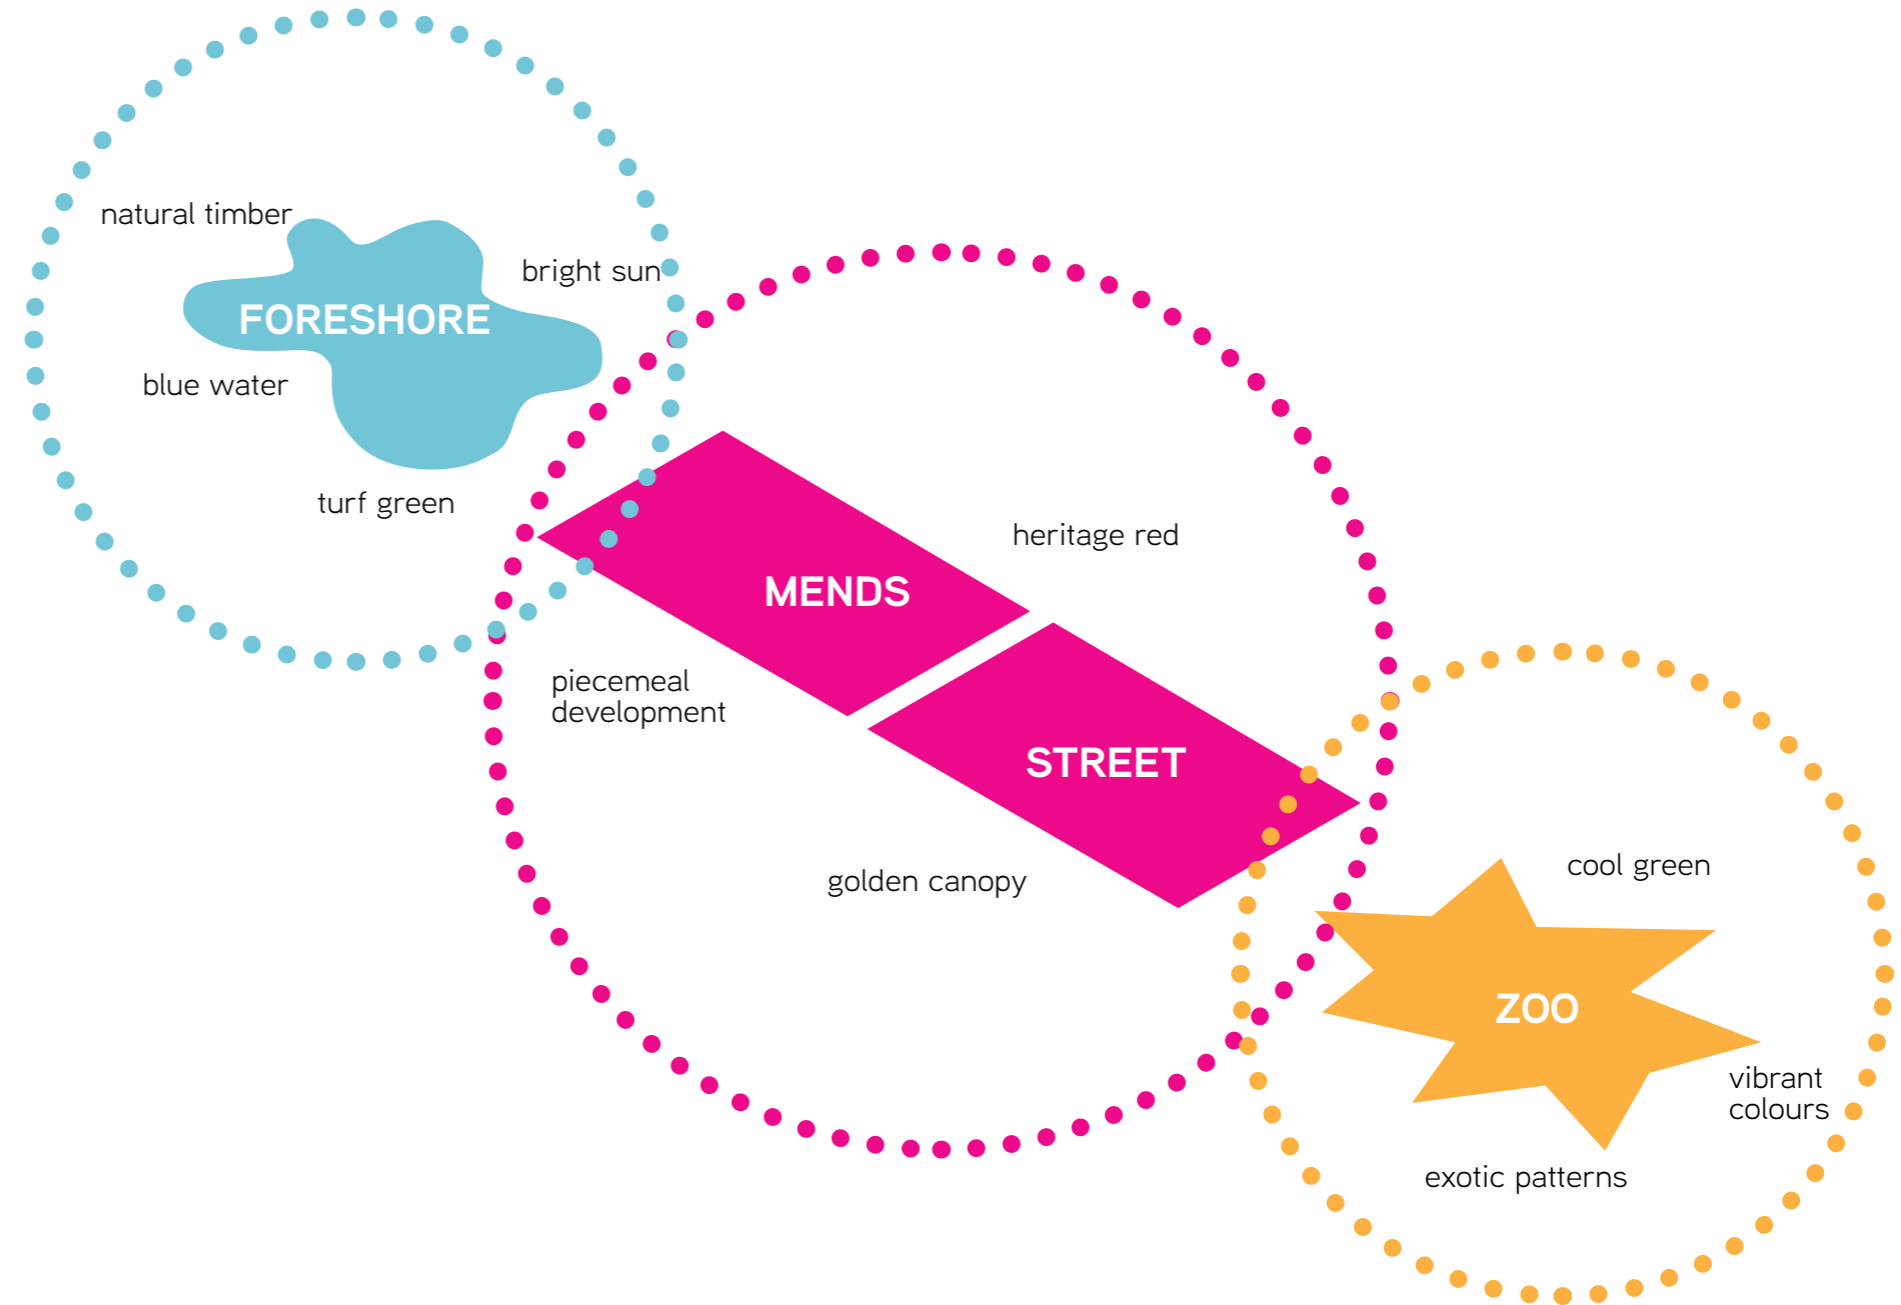 natural timber
bright sun
FORESHORE
blue water
turf green
heritage red
MENDS
piecemeal
development
STREET
golden canopy
cool green
ZOO
vibrant
colours
exotic patterns